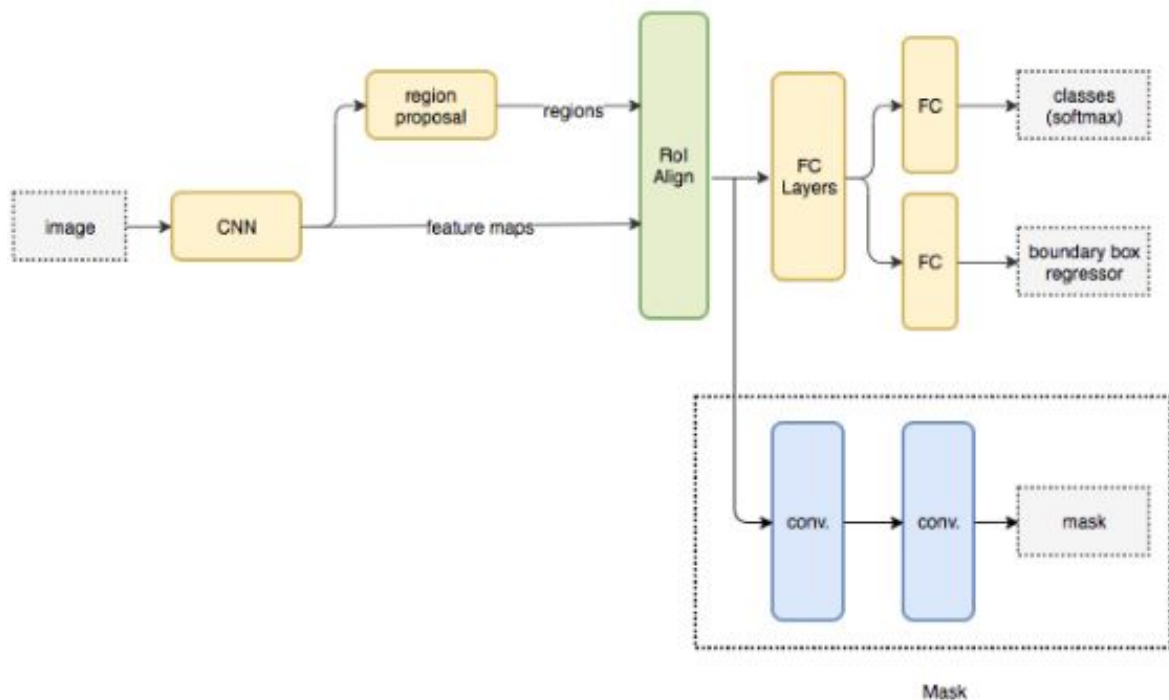 image
CNN
region
proposal
regions
feature maps
RoI
Align
FC
Layers
FC
classes
(softmax)
FC
boundary box
regressor
conv.
conv.
mask
Mask